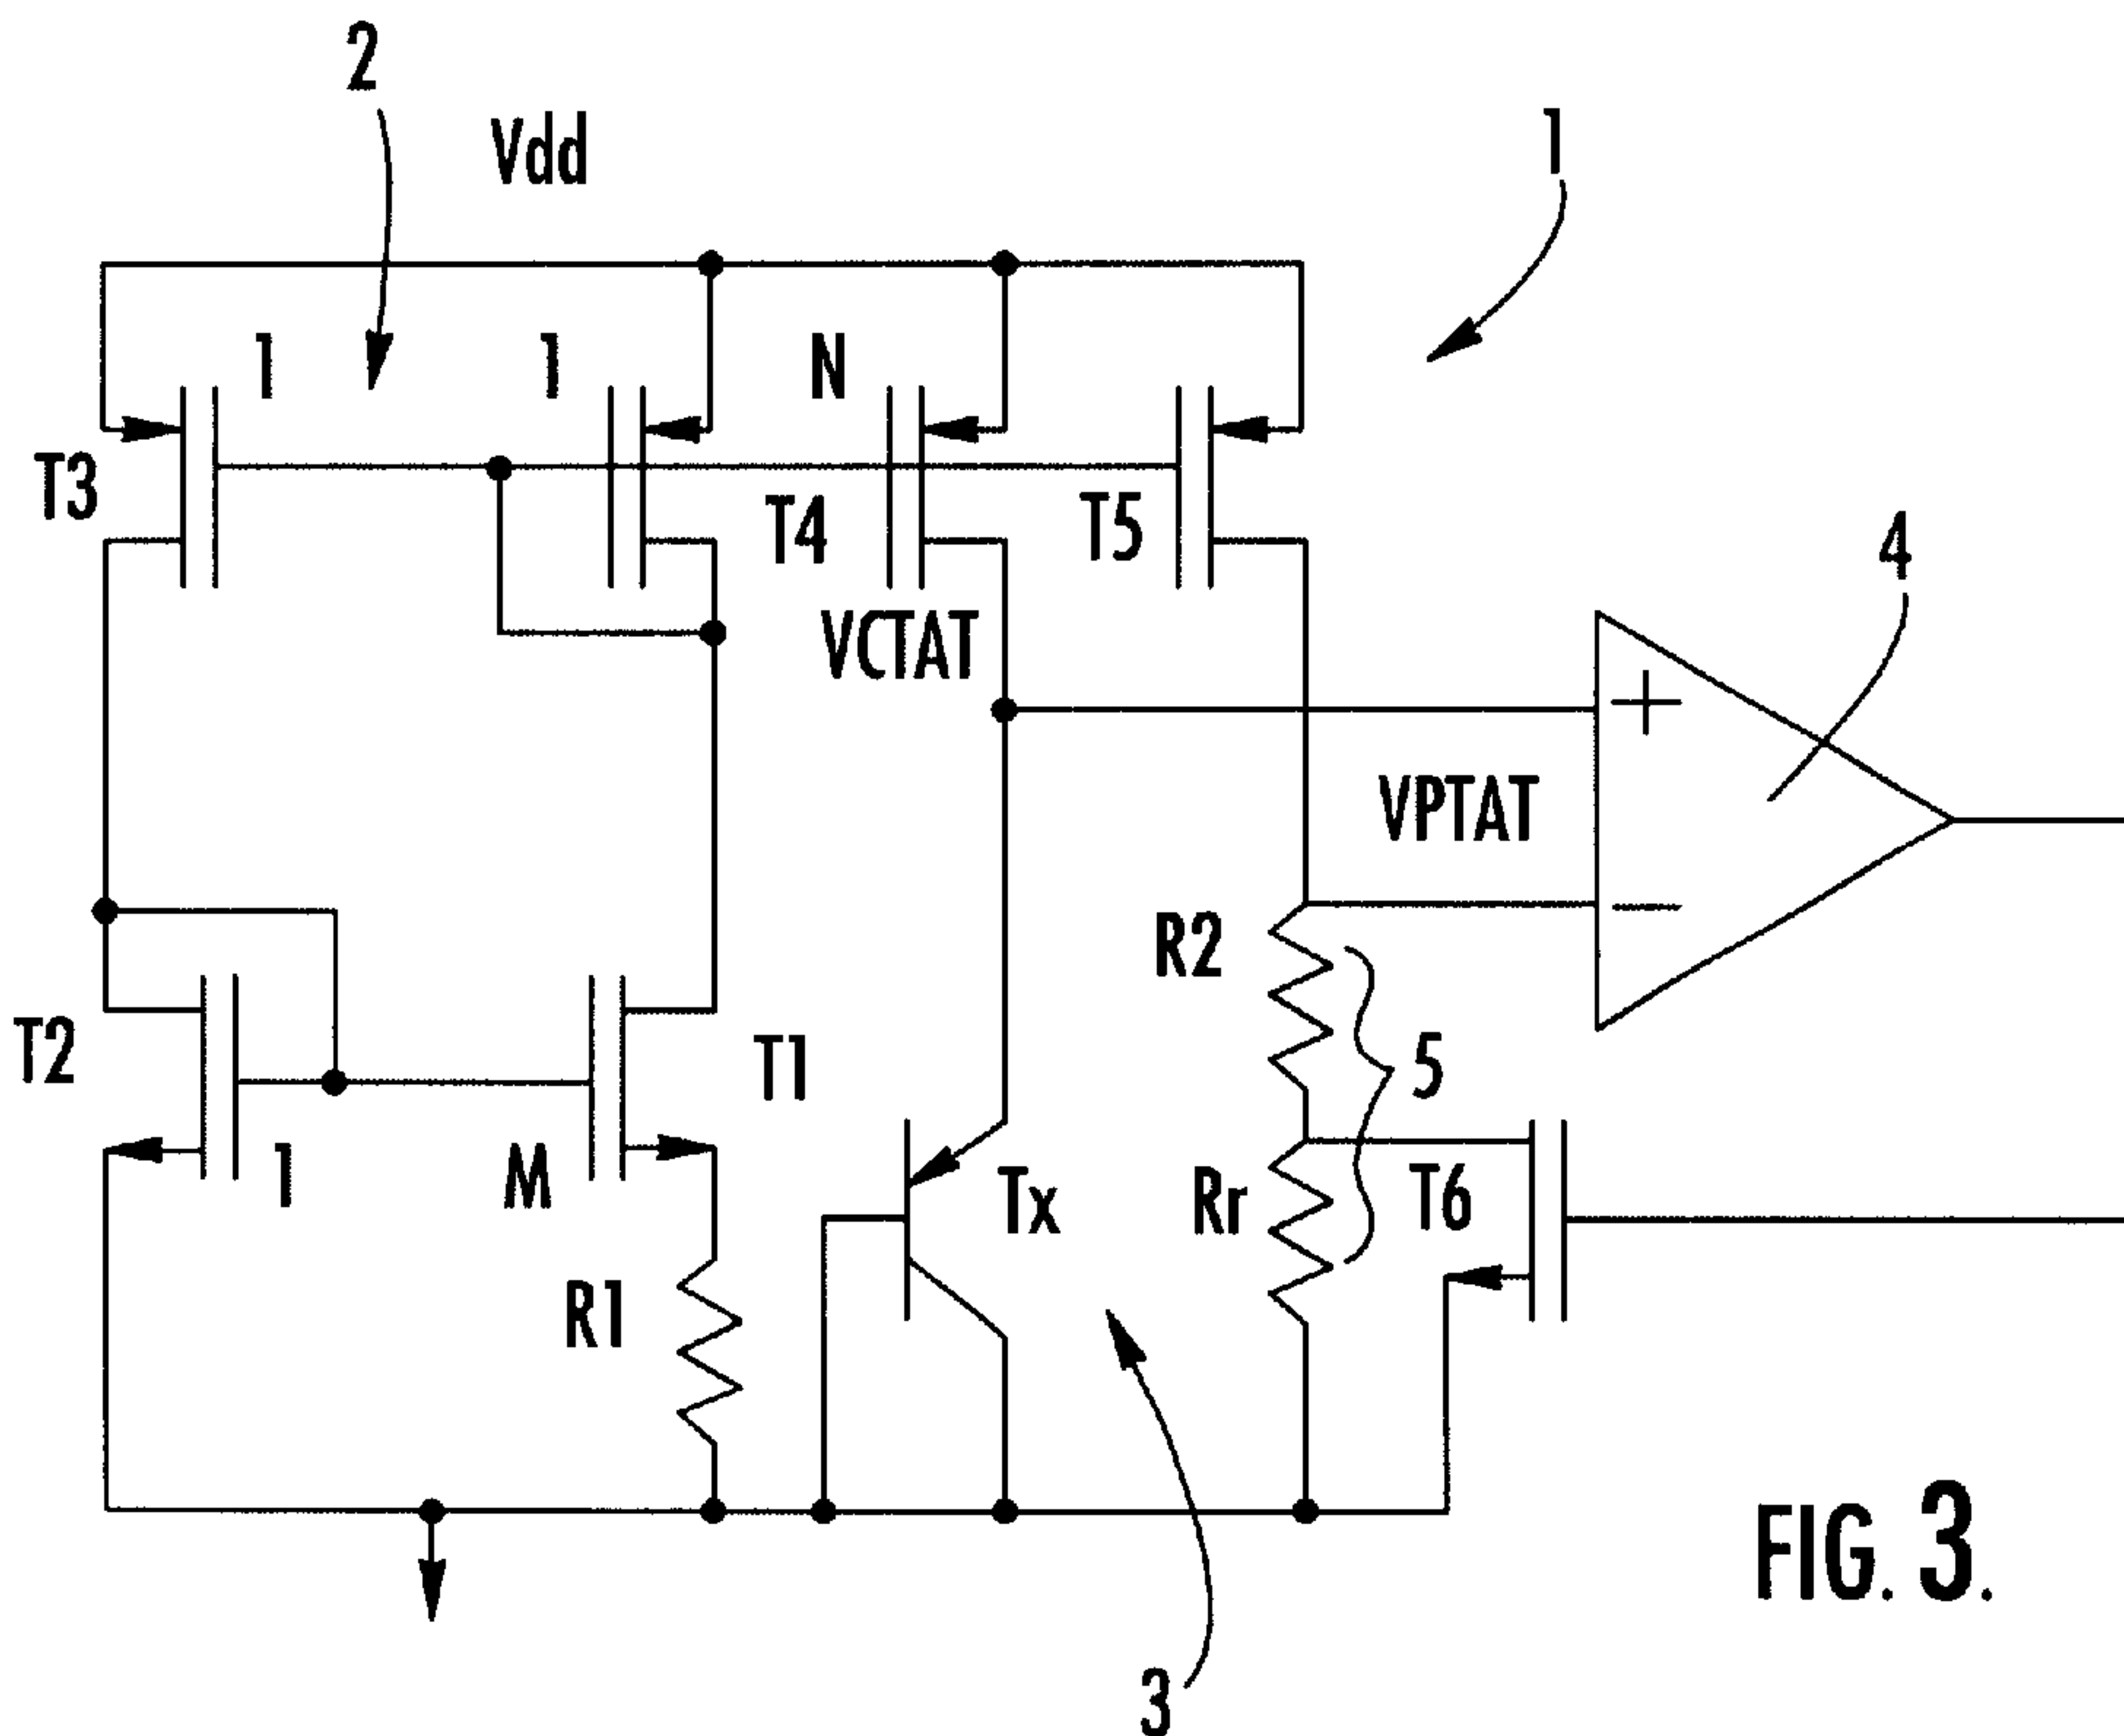 2
Vdd
1
1
1
N
T3
T4
T5
4
VCTAT
+
VPTAT
−
R2
T2
T1
5
1
M
Tx
Rr
T6
R1
FIG. 3.
3